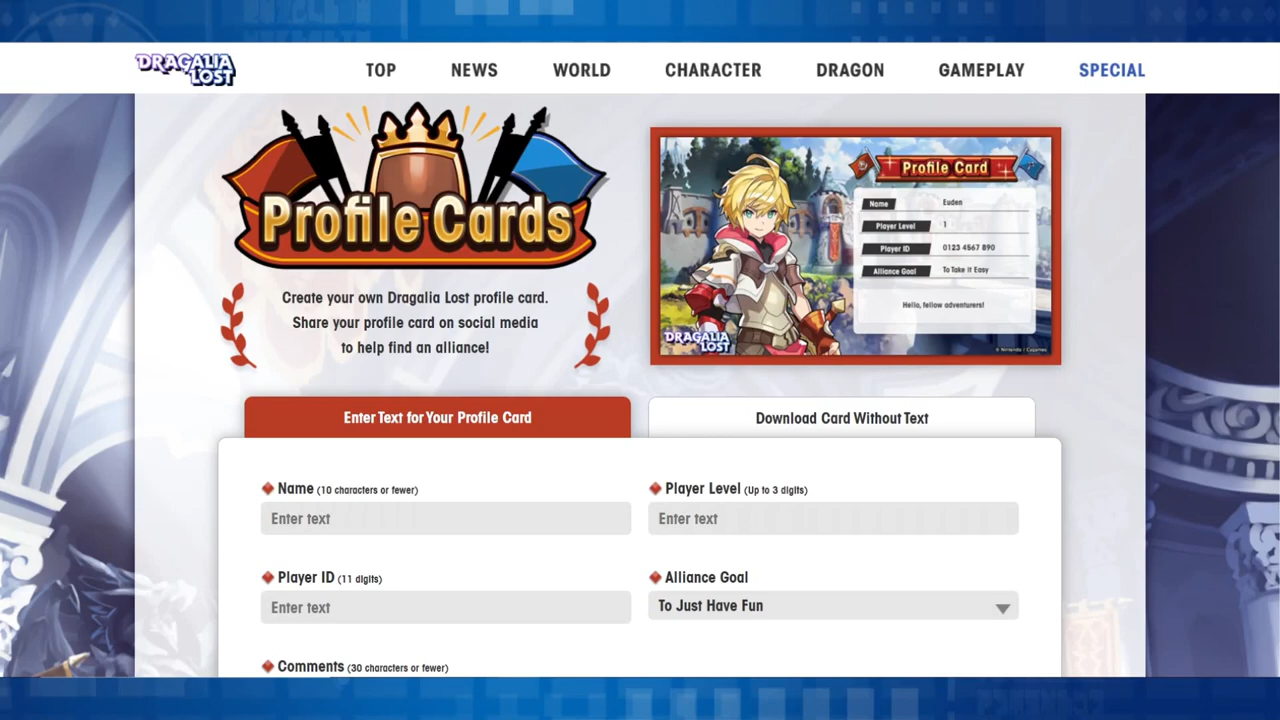 DRAGALIA LOST
TOP
NEWS
WORLD
CHARACTER
DRAGON
GAMEPLAY
SPECIAL
Profile Cards
Create your own Dragalia Lost profile card.
Share your profile card on social media
to help find an alliance!
Profile Card
Name Euden
Player Level 1
Player ID 0123 4567 890
Alliance Goal To Take It Easy
Hello, fellow adventurers!
DRAGALIA LOST
© Nintendo / Cygames
Enter Text for Your Profile Card
Download Card Without Text
Name (10 characters or fewer)
Enter text
Player Level (Up to 3 digits)
Enter text
Player ID (11 digits)
Enter text
Alliance Goal
To Just Have Fun
Comments (30 characters or fewer)